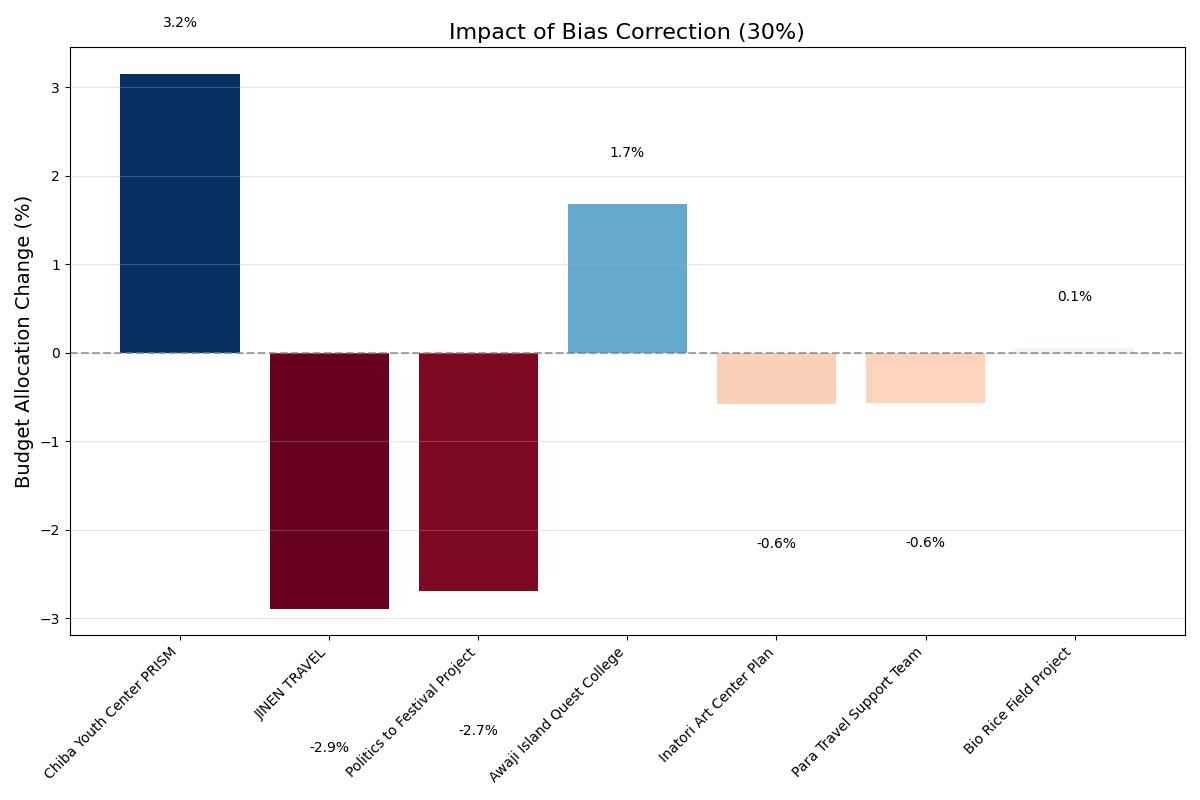 3.2%
Impact of Bias Correction (30%)
Budget Allocation Change (%)
3
2
1
0
−1
−2
−3
1.7%
0.1%
-0.6%
-0.6%
-2.9%
-2.7%
Chiba Youth Center PRISM
JINEN TRAVEL
Politics to Festival Project
Awaji Island Quest College
Inatori Art Center Plan
Para Travel Support Team
Bio Rice Field Project